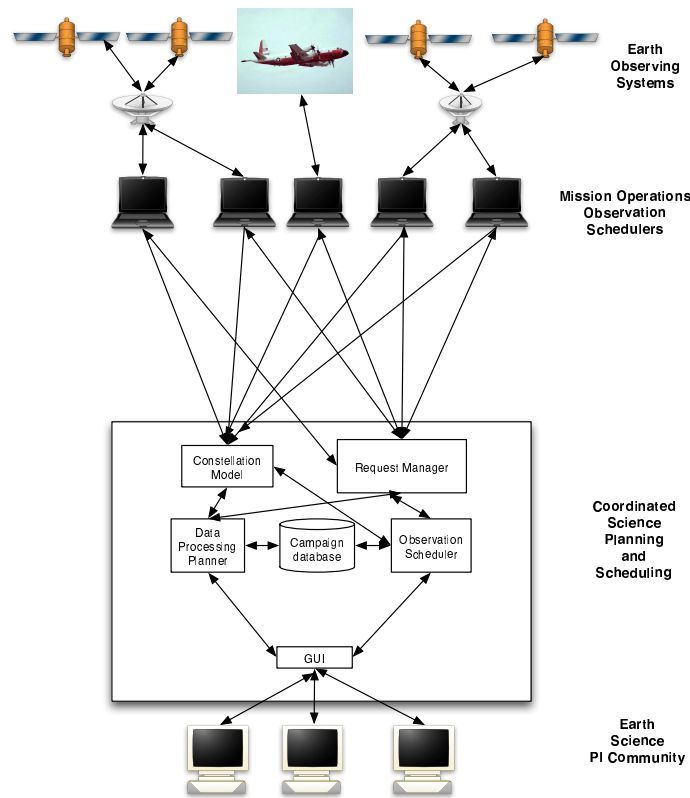 Earth
Observing
Systems
Mission Operations
Observation
Schedulers
Constellation
Model
Request Manager
Data
Processing
Planner
Campaign
database
Observation
Scheduler
Coordinated
Science
Planning
and
Scheduling
GUI
Earth
Science
PI Community